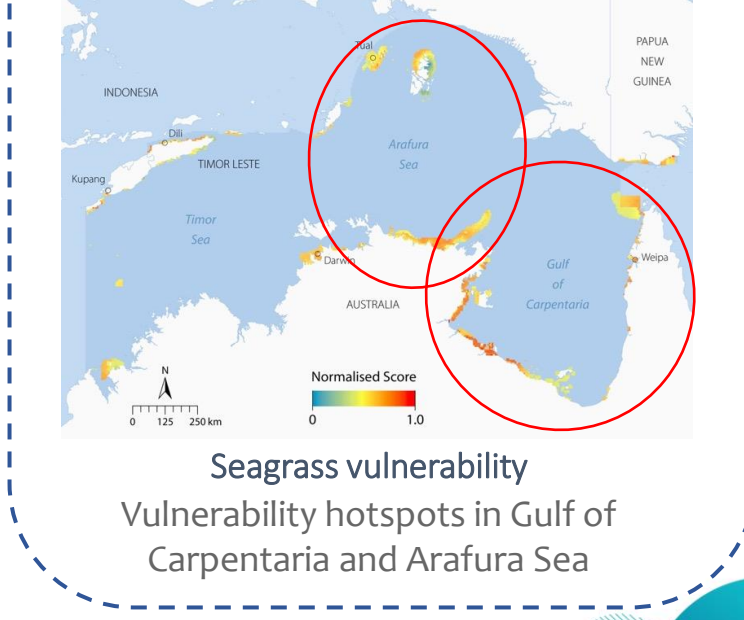 Tual
PAPUA
NEW
GUINEA
INDONESIA
Dili
Arafura
Sea
TIMOR LESTE
Kupang
Timor
Sea
Darwin
Weipa
Gulf
of
Carpentaria
AUSTRALIA
N
Normalised Score
0 125 250 km
0 1.0
Seagrass vulnerability
Vulnerability hotspots in Gulf of
Carpentaria and Arafura Sea